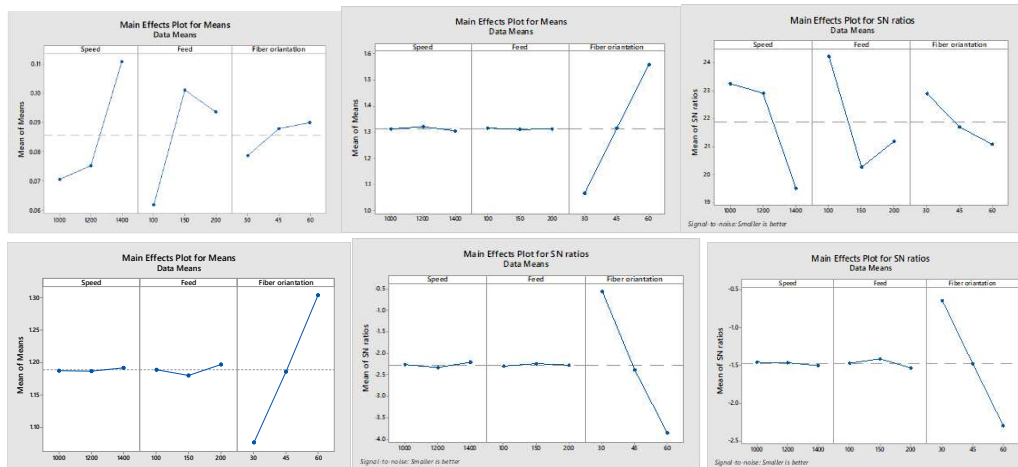 Main Effects Plot for Means
Data Means
Speed Feed Fiber oriantation
Mean of Means
0.11
0.10
0.09
0.08
0.07
0.06
1000 1200 1400 100 150 200 30 45 60
Main Effects Plot for Means
Data Means
Speed Feed Fiber oriantation
Mean of Means
1.6
1.5
1.4
1.3
1.2
1.1
1.0
1000 1200 1400 100 150 200 30 45 60
Main Effects Plot for SN ratios
Data Means
Speed Feed Fiber oriantation
Mean of SN ratios
24
23
22
21
20
19
1000 1200 1400 100 150 200 30 45 60
Signal-to-noise: Smaller is better
Main Effects Plot for Means
Data Means
Speed Feed Fiber oriantation
Mean of Means
1.30
1.25
1.20
1.15
1.10
1000 1200 1400 100 150 200 30 45 60
Main Effects Plot for SN ratios
Data Means
Speed Feed Fiber oriantation
Mean of SN ratios
-0.5
-1.0
-1.5
-2.0
-2.5
-3.0
-3.5
-4.0
1000 1200 1400 100 150 200 30 45 60
Signal-to-noise: Smaller is better
Main Effects Plot for SN ratios
Data Means
Speed Feed Fiber oriantation
Mean of SN ratios
-0.5
-1.0
-1.5
-2.0
-2.5
1000 1200 1400 100 150 200 30 45 60
Signal-to-noise: Smaller is better